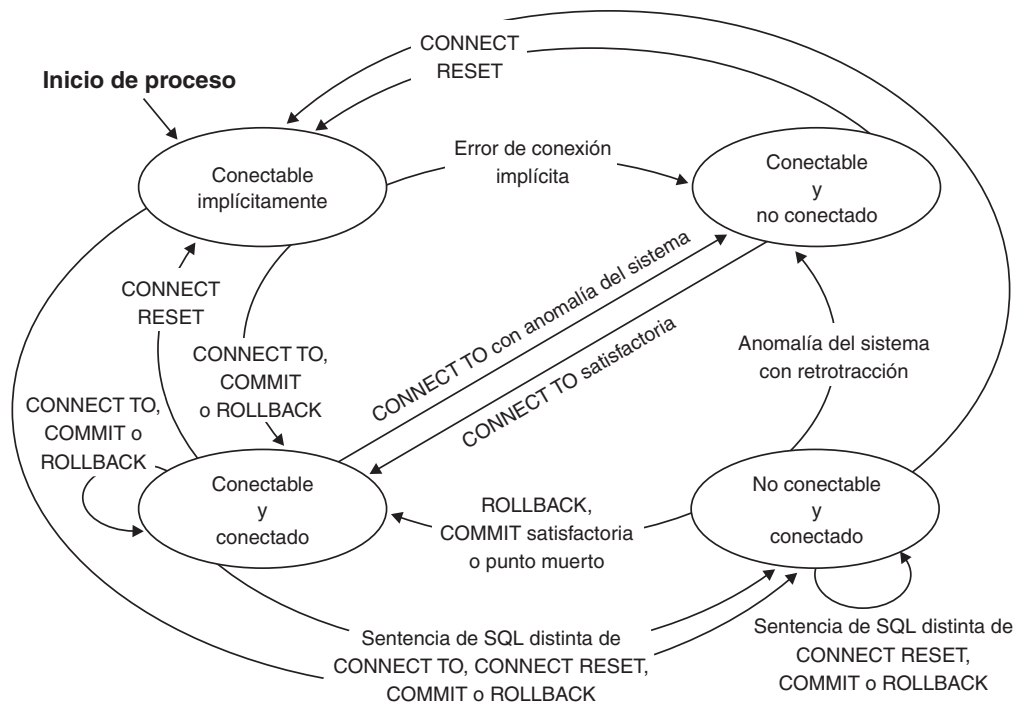 CONNECT
RESET
Inicio de proceso
Conectable
implícitamente
Error de conexión
implícita
Conectable
y
no conectado
CONNECT
RESET
CONNECT TO,
COMMIT
o ROLLBACK
CONNECT TO con anomalía del sistema
CONNECT TO satisfactoria
Anomalía del sistema
con retrotracción
CONNECT TO,
COMMIT o
ROLLBACK
Conectable
y
conectado
ROLLBACK,
COMMIT satisfactoria
o punto muerto
No conectable
y
conectado
Sentencia de SQL distinta de
CONNECT TO, CONNECT RESET,
COMMIT o ROLLBACK
Sentencia de SQL distinta de
CONNECT RESET,
COMMIT o ROLLBACK